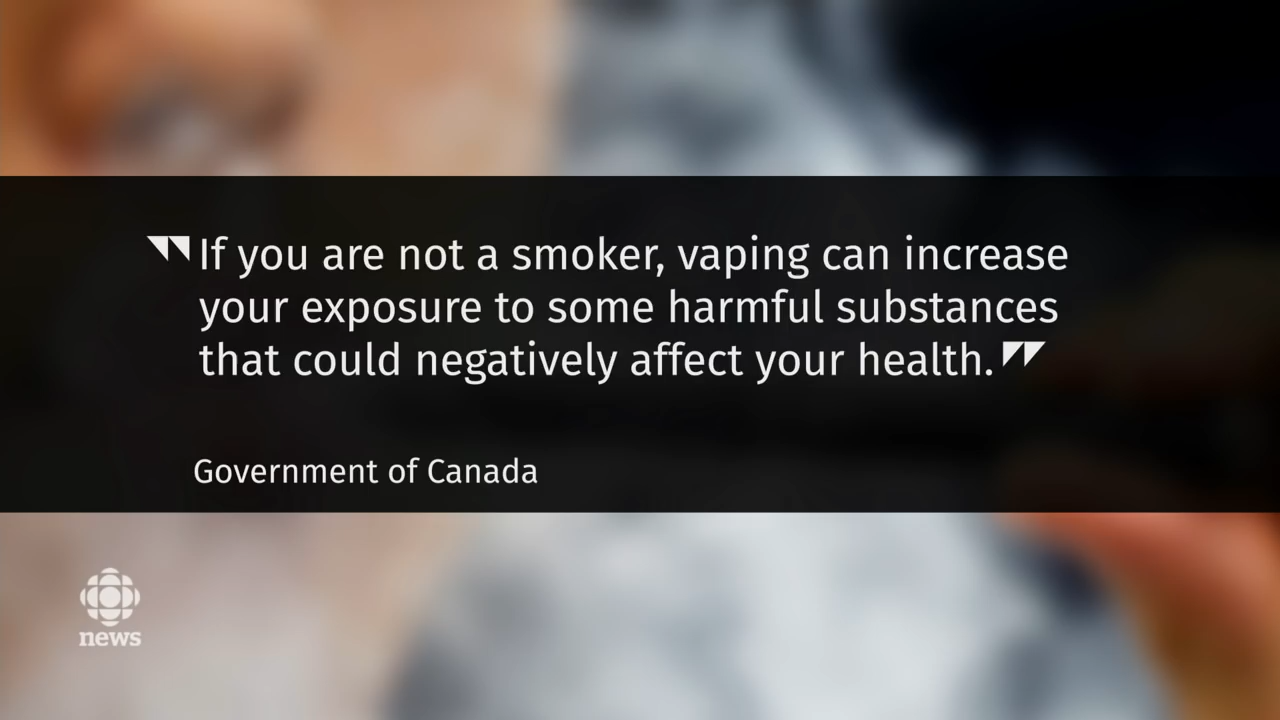 If you are not a smoker, vaping can increase
your exposure to some harmful substances
that could negatively affect your health.
Government of Canada
news